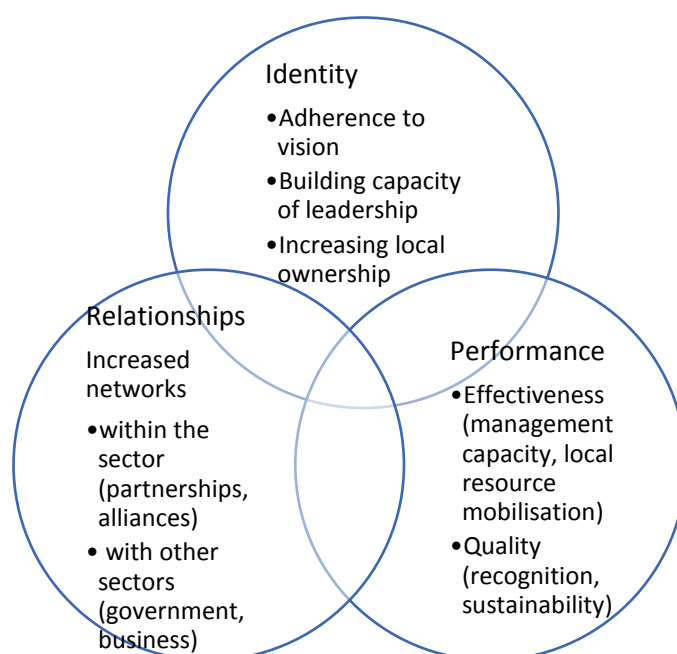 Identity
•Adherence to
vision
•Building capacity
of leadership
•Increasing local
ownership
Relationships
Increased
networks
•within the
sector
(partnerships,
alliances)
• with other
sectors
(government,
business)
Performance
•Effectiveness
(management
capacity, local
resource
mobilisation)
•Quality
(recognition,
sustainability)